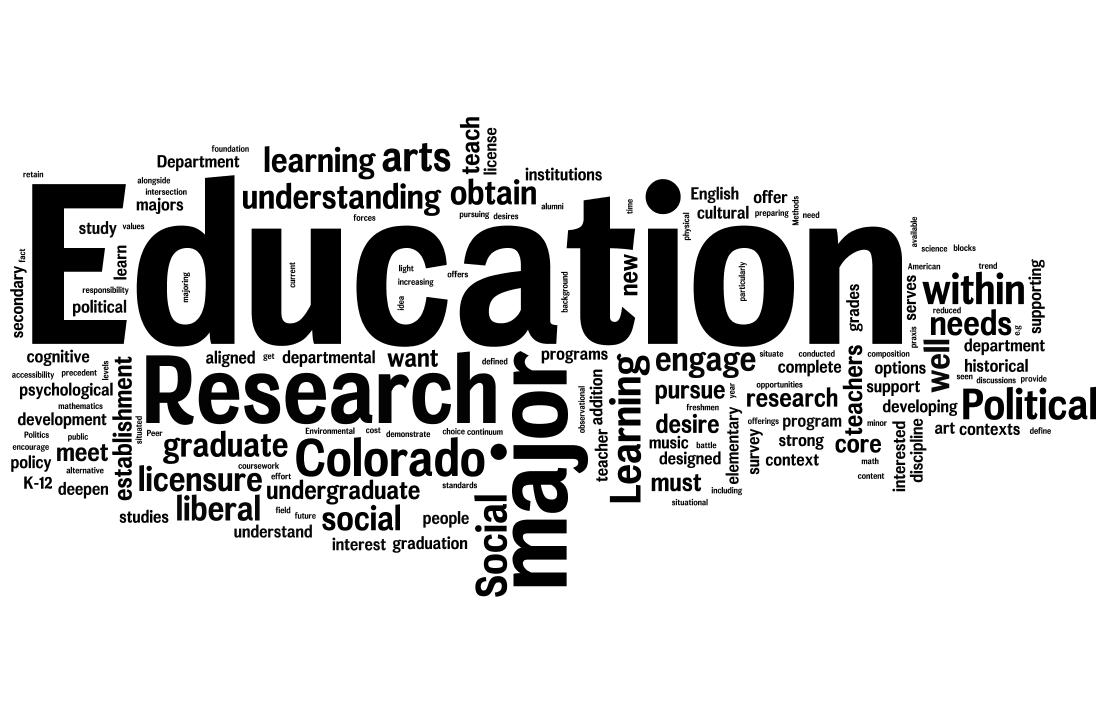 foundation
Department
learning
arts
teach
license
retain
alongside
intersection
majors
understanding
obtain
institutions
alumni
forces
pursuing
desires
time
English
offer
cultural
preparing
Methods
need
physical
study
values
Education
fact
learn
secondary
responsibility
political
majoring
current
light
increasing
idea
offers
background
new
particularly
grades
available
science
blocks
American
trend
serves
within
supporting
reduced
needs
e.g
praxis
department
cognitive
aligned
get
departmental
want
defined
programs
engage
situate
conducted
complete
composition
options
well
historical
seen
discussions
provide
accessibility
precedent
levels
psychological
mathematics
development
establishment
situated
Research
major
observational
addition
teacher
Learning
pursue
year
opportunities
research
teachers
support
developing
Political
freshmen
desire
elementary
offerings
program
minor
art
contexts
define
Politics
public
Peer
Environmental
cost
demonstrate
choice
continuum
encourage
meet
graduate
Colorado
music
battle
survey
strong
core
interested
discipline
policy
alternative
coursework
designed
context
math
K-12
deepen
licensure
effort
undergraduate
standards
must
including
content
situational
studies
liberal
field
future
social
people
Social
understand
interest
graduation